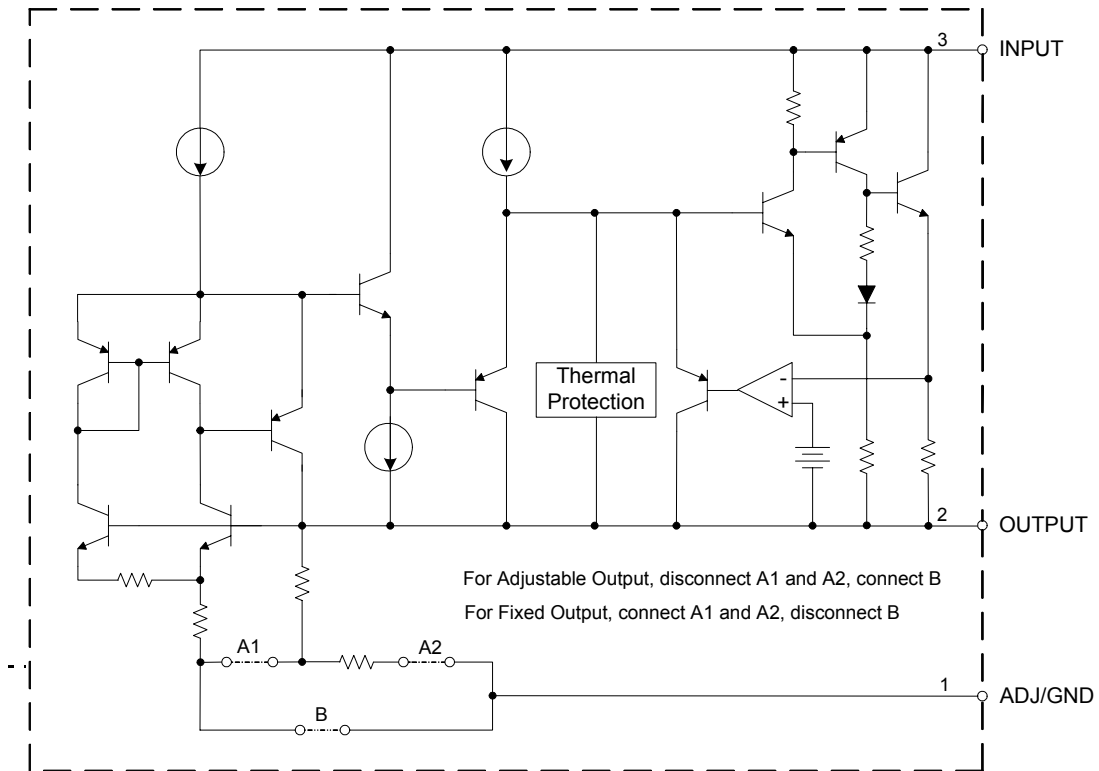 3
INPUT
Thermal
Protection
-
+
2
OUTPUT
For Adjustable Output, disconnect A1 and A2, connect B
For Fixed Output, connect A1 and A2, disconnect B
A1
A2
1
ADJ/GND
B